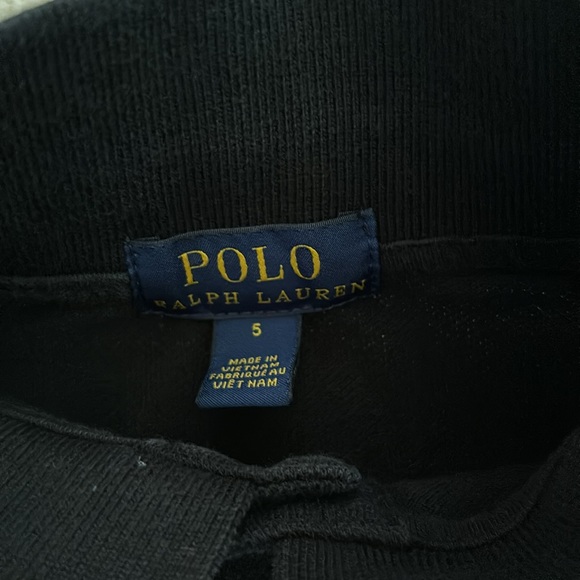 POLO
RALPH LAUREN
5
MADE IN
VIETNAM
FABRIQUÉ AU
VIÊT NAM